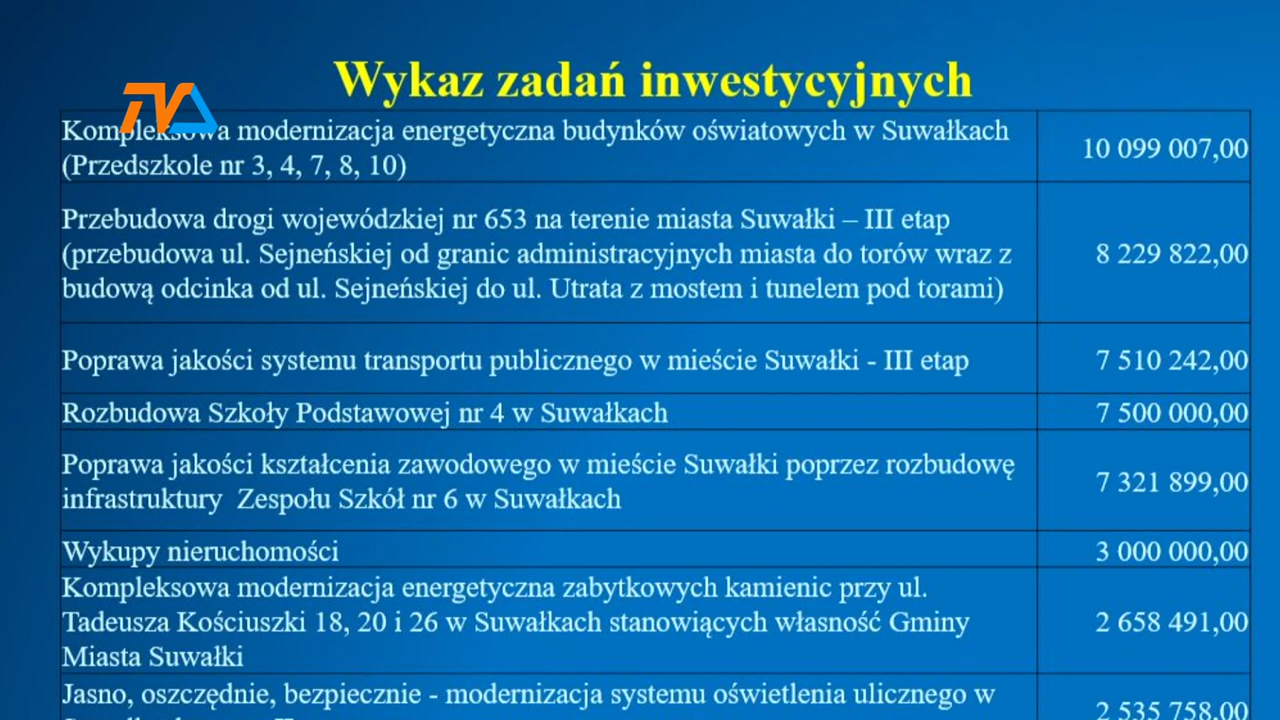 Wykaz zadań inwestycyjnych
TVA
Kompleksowa modernizacja energetyczna budynków oświatowych w Suwałkach
(Przedszkole nr 3, 4, 7, 8, 10)
10 099 007,00
Przebudowa drogi wojewódzkiej nr 653 na terenie miasta Suwałki – III etap
(przebudowa ul. Sejneńskiej od granic administracyjnych miasta do torów wraz z
budową odcinka od ul. Sejneńskiej do ul. Utrata z mostem i tunelem pod torami)
8 229 822,00
Poprawa jakości systemu transportu publicznego w mieście Suwałki - III etap
7 510 242,00
Rozbudowa Szkoły Podstawowej nr 4 w Suwałkach
7 500 000,00
Poprawa jakości kształcenia zawodowego w mieście Suwałki poprzez rozbudowę
infrastruktury Zespołu Szkół nr 6 w Suwałkach
7 321 899,00
Wykupy nieruchomości
3 000 000,00
Kompleksowa modernizacja energetyczna zabytkowych kamienic przy ul.
Tadeusza Kościuszki 18, 20 i 26 w Suwałkach stanowiących własność Gminy
Miasta Suwałki
2 658 491,00
Jasno, oszczędnie, bezpiecznie - modernizacja systemu oświetlenia ulicznego w
2 535 758,00